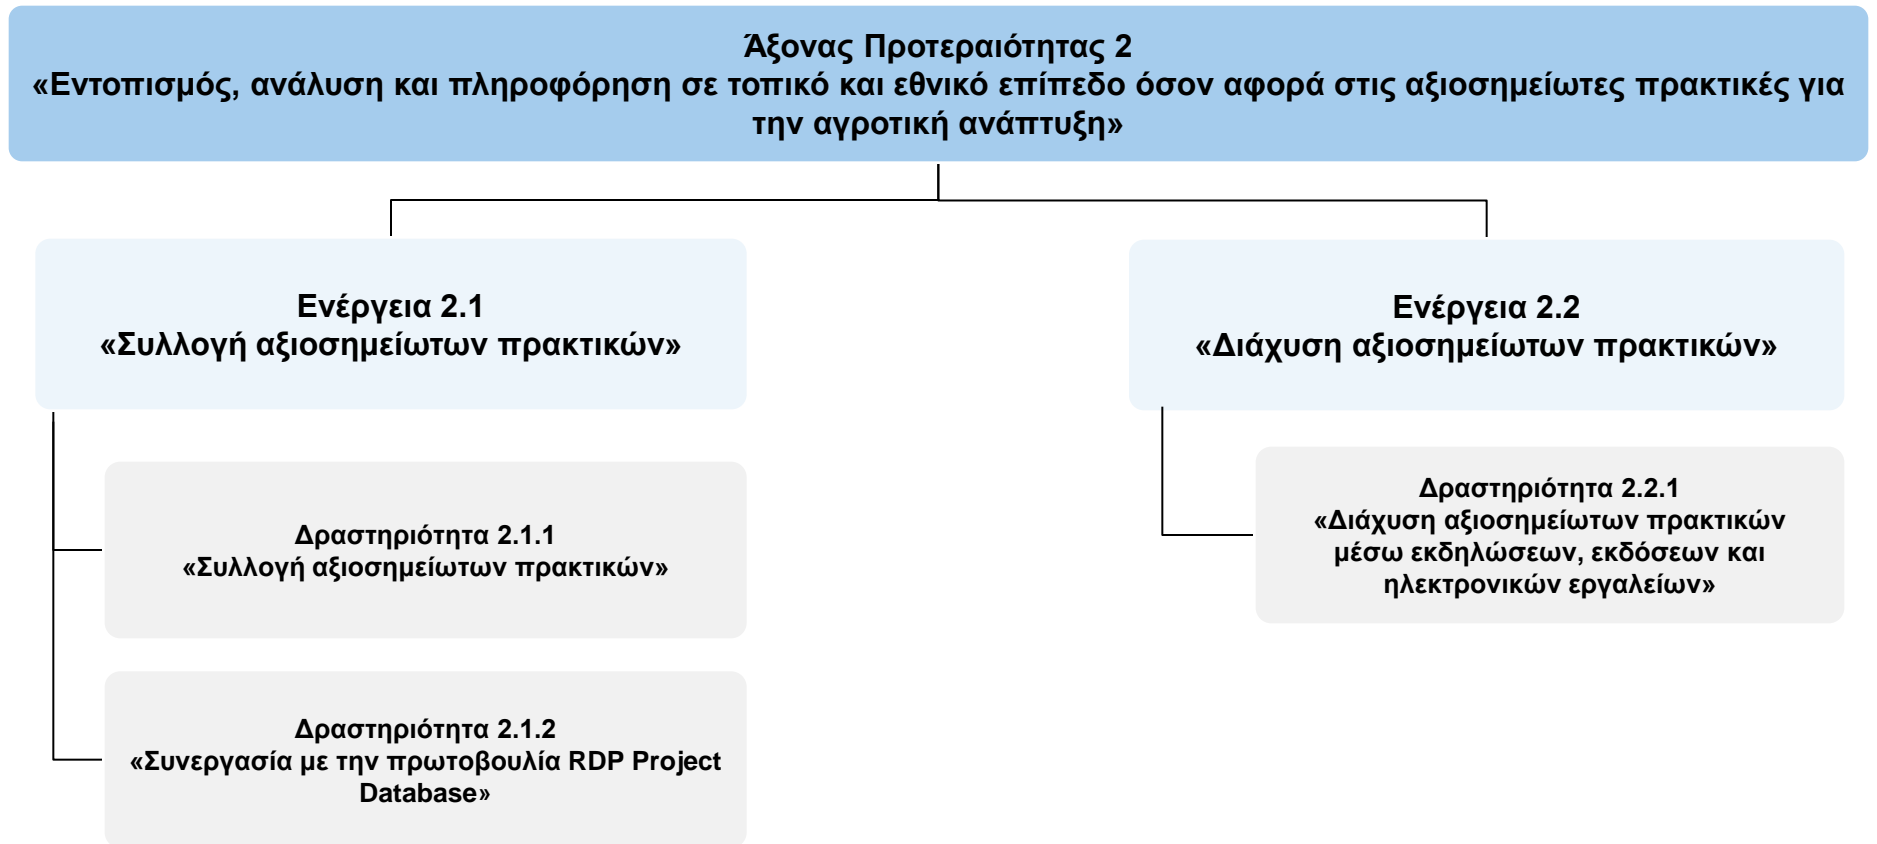 Άξονας Προτεραιότητας 2
«Εντοπισμός, ανάλυση και πληροφόρηση σε τοπικό και εθνικό επίπεδο όσον αφορά στις αξιοσημείωτες πρακτικές για
την αγροτική ανάπτυξη»
Ενέργεια 2.1
«Συλλογή αξιοσημείωτων πρακτικών»
Ενέργεια 2.2
«Διάχυση αξιοσημείωτων πρακτικών»
Δραστηριότητα 2.1.1
«Συλλογή αξιοσημείωτων πρακτικών»
Δραστηριότητα 2.1.2
«Συνεργασία με την πρωτοβουλία RDP Project
Database»
Δραστηριότητα 2.2.1
«Διάχυση αξιοσημείωτων πρακτικών
μέσω εκδηλώσεων, εκδόσεων και
ηλεκτρονικών εργαλείων»